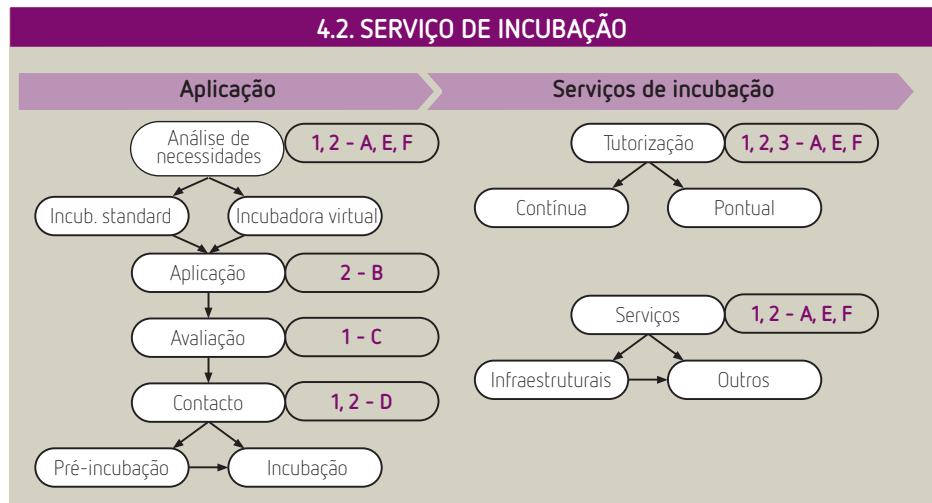 4.2. SERVIÇO DE INCUBAÇÃO
Aplicação
Análise de
necessidades
1, 2 - A, E, F
Incub. standard
Incubadora virtual
Aplicação
2 - B
Avaliação
1 - C
Contacto
1, 2 - D
Pré-incubação
Incubação
Serviços de incubação
Tutorização
1, 2, 3 - A, E, F
Contínua
Pontual
Serviços
1, 2 - A, E, F
Infraestruturais
Outros